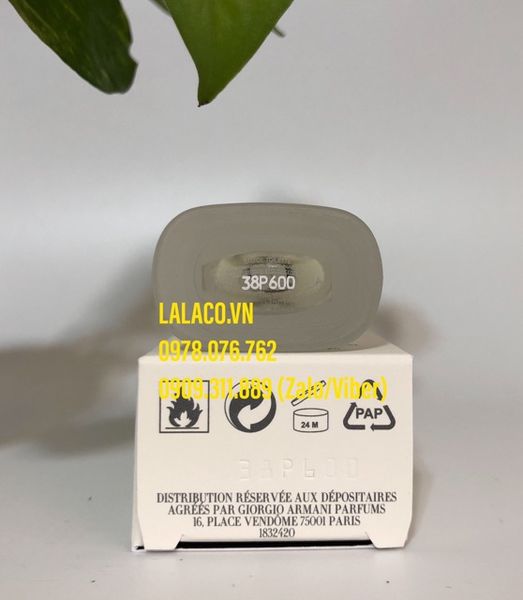 38P600
LALACO.VN
0978.076.762
0909.311.889 (Zalo/Viber)
24 M
PAP
38P600
DISTRIBUTION RÉSERVÉE AUX DÉPOSITAIRES
AGRÉÉS PAR GIORGIO ARMANI PARFUMS
16, PLACE VENDÔME 75001 PARIS
1832420